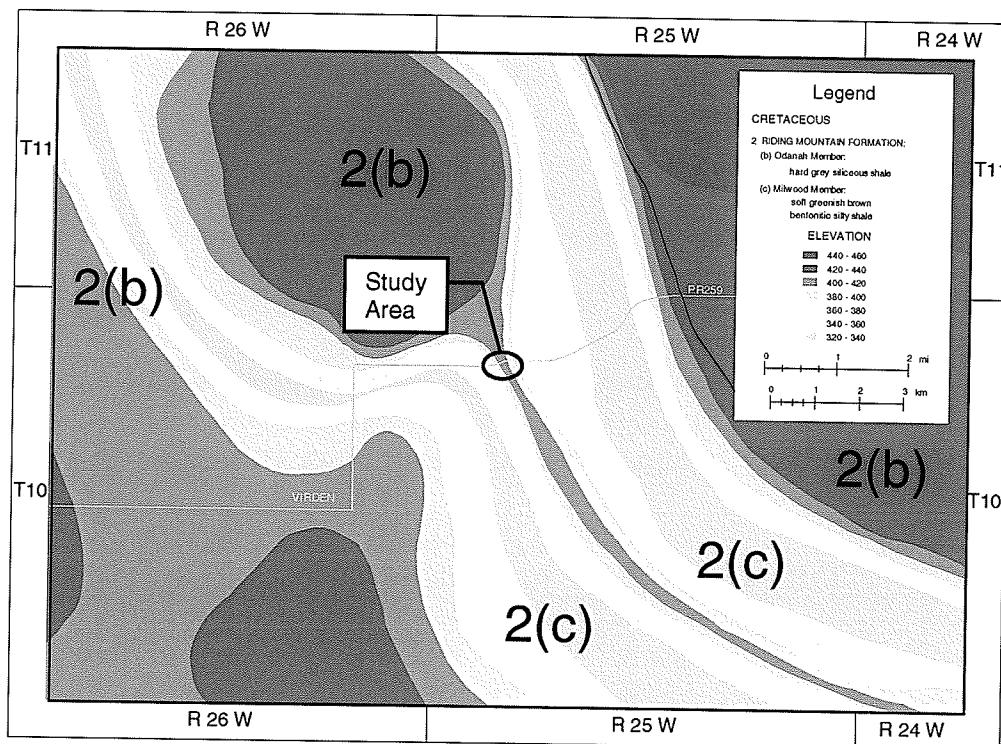 R 26 W
R 25 W
R 24 W
T11
T11
Legend
CRETACEOUS
2 RIDING MOUNTAIN FORMATION;
(b) Odanah Member:
hard grey siliceous shale
(c) Milwood Member:
soft greenish brown
bentonitic silty shale
ELEVATION
440 - 460
420 - 440
400 - 420
380 - 400
360 - 380
340 - 360
320 - 340
0 1 2 mi
0 1 2 3 km
2(b)
2(b)
Study
Area
PR259
2(b)
T10
VIRDEN
T10
2(c)
2(c)
R 26 W
R 25 W
R 24 W